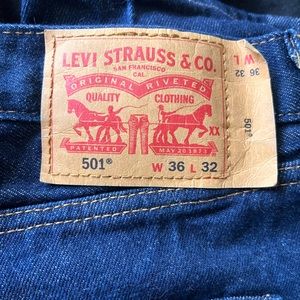 LEVI STRAUSS & CO.
SAN FRANCISCO
CAL.
ORIGINAL RIVETED
QUALITY CLOTHING
XX
PATENTED MAY 20 1873
501® W 36 L 32
W L
36 32
501®